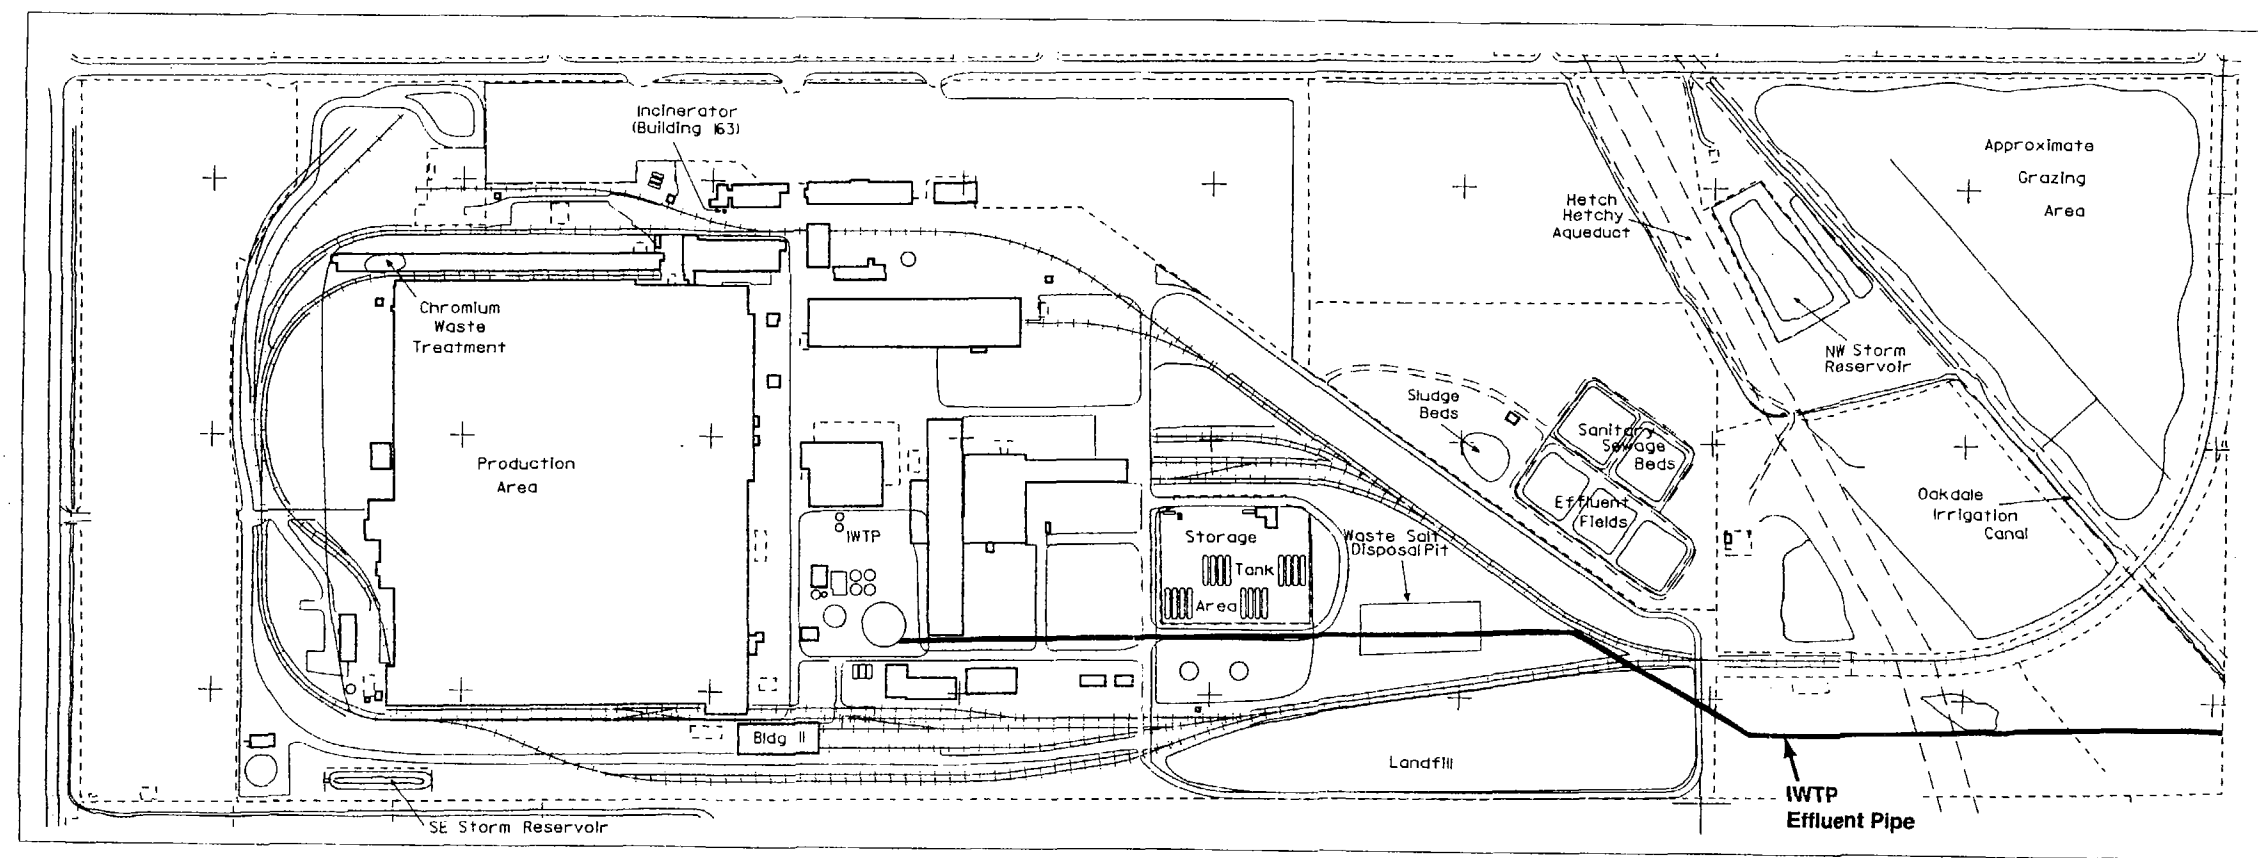 Incinerator
(Building 163)
Approximate
Grazing
Area
Hetch
Hetchy
Aqueduct
Chromium
Waste
Treatment
NW Storm
Reservoir
Sludge
Beds
Sanitary
Sewage
Beds
Production
Area
Effluent
Fields
Oakdale
Irrigation
Canal
IWTP
Storage
Tank
Area
Waste Salt
Disposal Pit
Bldg 11
Landfill
IWTP
Effluent Pipe
SE Storm Reservoir